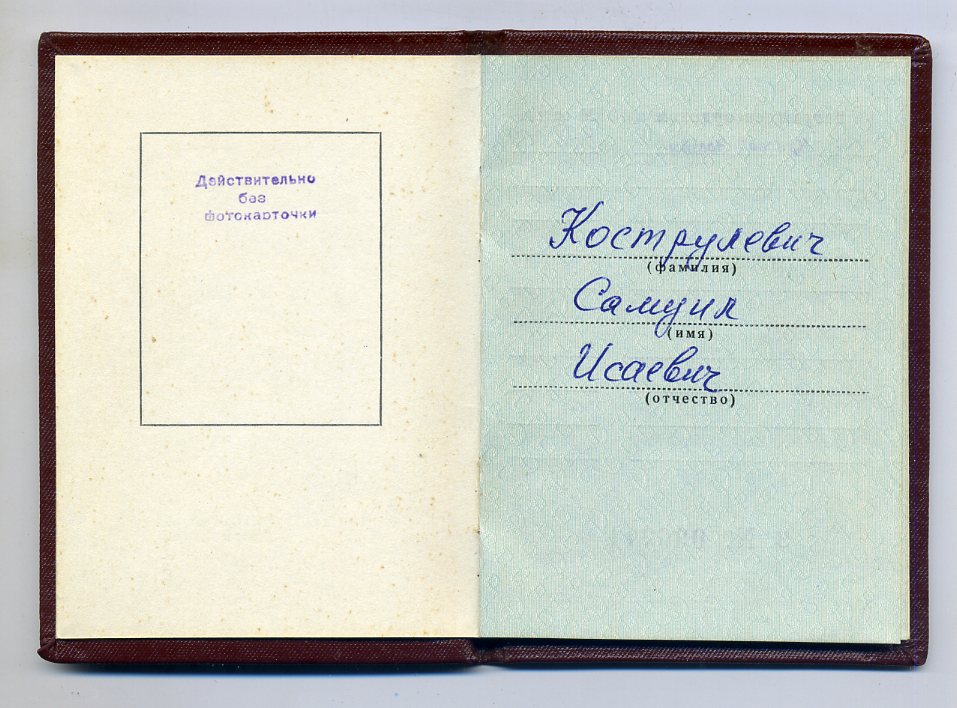 Действительно
без
фотокарточки
Кострулевич
(фамилия)
Самуил
(имя)
Исаевич
(отчество)